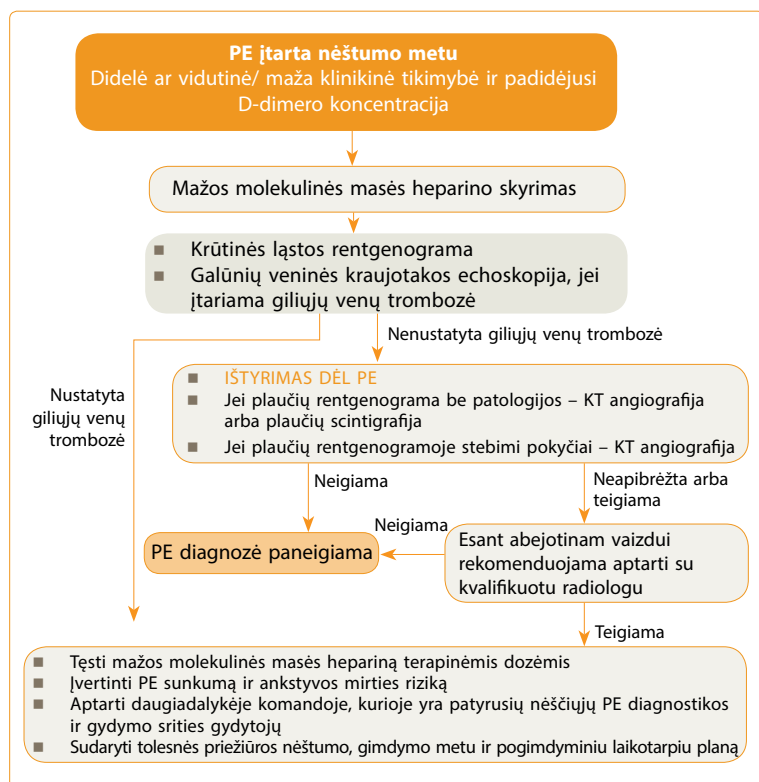 PE įtarta nėštumo metu
Didelė ar vidutinė/ maža klinikinė tikimybė ir padidėjusi
D-dimero koncentracija
Mažos molekulinės masės heparino skyrimas
Krūtinės ląstos rentgenograma
Galūnių veninės kraujotakos echoskopija, jei
įtariama giliųjų venų trombozė
Nenustatyta giliųjų venų trombozė
Nustatyta
giliųjų venų
trombozė
IŠTYRIMAS DĖL PE
Jei plaučių rentgenograma be patologijos – KT angiografija
arba plaučių scintigrafija
Jei plaučių rentgenogramoje stebimi pokyčiai – KT angiografija
Neigiama
Neapibrėžta arba
teigiama
PE diagnozė paneigiama
Neigiama
Esant abejotinam vaizdui
rekomenduojama aptarti su
kvalifikuotu radiologu
Teigiama
Tęsti mažos molekulinės masės hepariną terapinėmis dozėmis
Įvertinti PE sunkumą ir ankstyvos mirties riziką
Aptarti daugiadalykėje komandoje, kurioje yra patyrusių nėščiųjų PE diagnostikos
ir gydymo srities gydytojų
Sudaryti tolesnės priežiūros nėštumo, gimdymo metu ir pogimdyminiu laikotarpiu planą